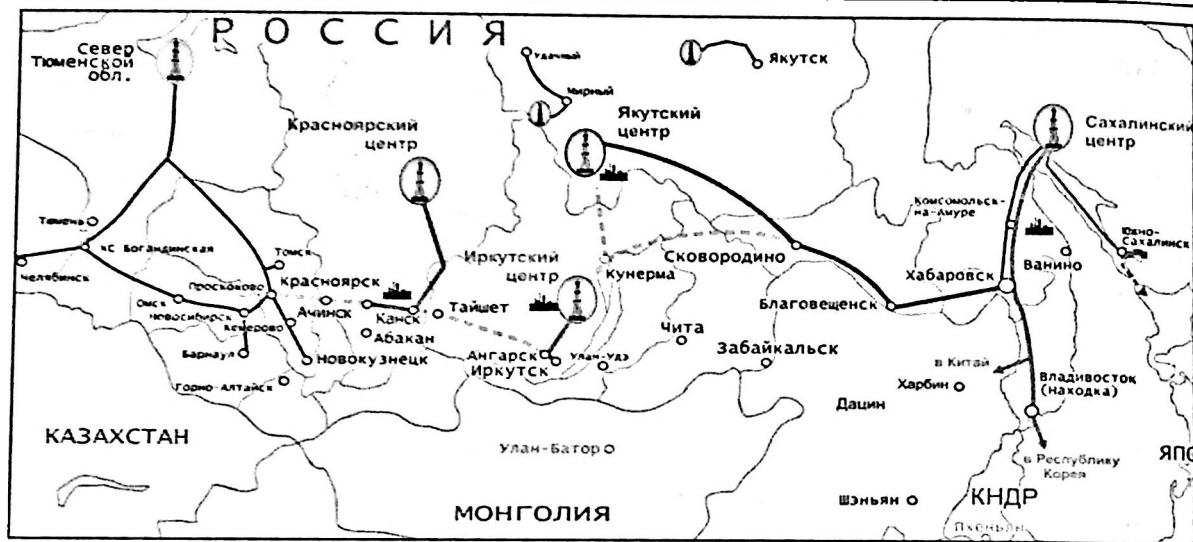 РОССИЯ
Север
Тюменской
обл.
Удачный
Мирный
Якутск
Красноярский
центр
Якутский
центр
Сахалинский
центр
Тюмень
КС Богандинская
Челябинск
Томск
Проскоково
Омск
Новосибирск
Кемерово
Барнаул
Новокузнецк
Горно-Алтайск
Красноярск
Ачинск
Канск
Абакан
Тайшет
Иркутский
центр
Ангарск
Иркутск
Улан-Удэ
Кунерма
Чита
Сковородино
Забайкальск
Благовещенск
Хабаровск
Комсомольск-
на-Амуре
Ванино
Южно-
Сахалинск
в Китай
Харбин
Дацин
Владивосток
(Находка)
в Республику
Корея
КАЗАХСТАН
Улан-Батор
МОНГОЛИЯ
Шэньян
КНДР
Пхеньян
ЯПО